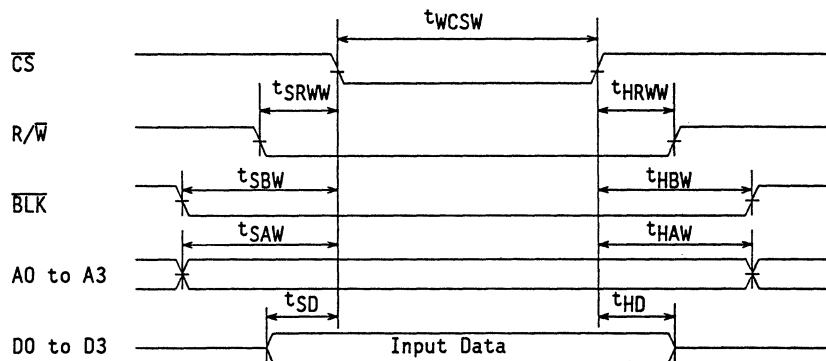 tWCSW
CS
tSRWW tHRWW
R/W
tSBW tHBW
BLK
tSAW tHAW
A0 to A3
tSD tHD
D0 to D3 Input Data